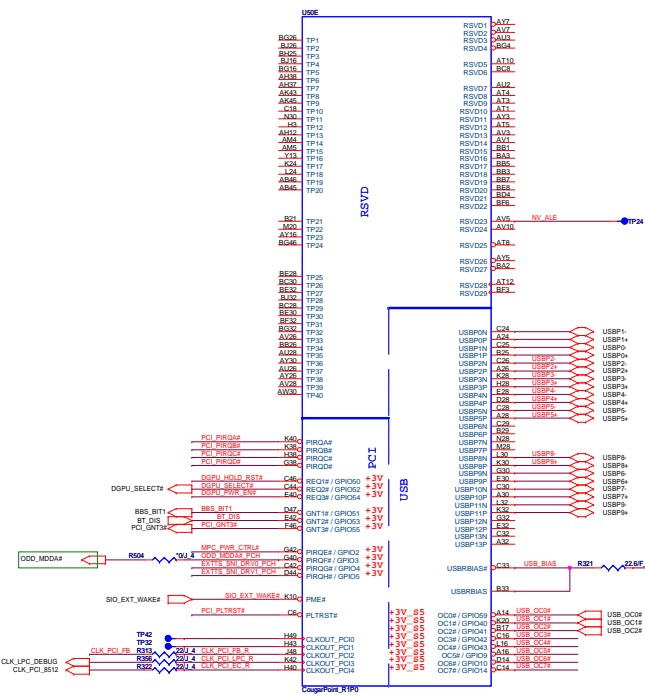 U50E
BG26 TP1
BJ26 TP2
BH25 TP3
BJ16 TP4
BG16 TP5
AH38 TP6
AH37 TP7
AK43 TP8
AK45 TP9
C18 TP10
N30 TP11
H3 TP12
AH12 TP13
AM4 TP14
AM5 TP15
Y13 TP16
K24 TP17
L24 TP18
AB46 TP19
AB45 TP20
B21 TP21
M20 TP22
AY16 TP23
BG46 TP24
BE28 TP25
BC30 TP26
BE32 TP27
BJ32 TP28
BC28 TP29
BE30 TP30
BF32 TP31
BG32 TP32
AV26 TP33
BB26 TP34
AU28 TP35
AY30 TP36
AU26 TP37
AY26 TP38
AV28 TP39
AW30 TP40
RSVD
RSVD1 AY7
RSVD2 AV7
RSVD3 AU3
RSVD4 BG4
RSVD5 AT10
RSVD6 BC8
RSVD7 AU2
RSVD8 AT4
RSVD9 AT3
RSVD10 AT1
RSVD11 AY3
RSVD12 AT5
RSVD13 AV3
RSVD14 AV1
RSVD15 BB1
RSVD16 BA3
RSVD17 BB5
RSVD18 BB3
RSVD19 BB7
RSVD20 BE8
RSVD21 BD4
RSVD22 BF6
RSVD23 AV5 NV_ALE TP24
RSVD24 AV10
RSVD25 AT8
RSVD26 AY5
RSVD27 BA2
RSVD28 AT12
RSVD29 BF3
USBP0N C24 USBP1-
USBP0P A24 USBP1+
USBP1N C25 USBP0-
USBP1P B25 USBP0+
USBP2N C26 USBP2- USBP2-
USBP2P A26 USBP2+ USBP2+
USBP3N K28 USBP3- USBP3-
USBP3P H28 USBP3+ USBP3+
USBP4N E28 USBP4- USBP4-
USBP4P D28 USBP4+ USBP4+
USBP5N C28 USBP5- USBP5-
USBP5P A28 USBP5+ USBP5+
USBP6N C29
USBP6P B29
USBP7N N28
USBP7P M28
USBP8N L30 USBP8- USBP8-
USBP8P K30 USBP8+ USBP8+
USBP9N G30 USBP6-
USBP9P E30 USBP6+
USBP10N C30 USBP7-
USBP10P A30 USBP7+
USBP11N L32 USBP9-
USBP11P K32 USBP9+
USBP12N G32
USBP12P E32
USBP13N C32
USBP13P A32
USBRBIAS# C33 USB_BIAS R321 22.6/F
B33
PCI
USB
PCI_PIRQA# K40 PIRQA#
PCI_PIRQB# K38 PIRQB#
PCI_PIRQC# H38 PIRQC#
PCI_PIRQD# G38 PIRQD#
DGPU_HOLD_RST# C46 REQ1# / GPIO50 +3V
DGPU_SELECT# DGPU_SELECT# C44 REQ2# / GPIO52 +3V
DGPU_PWR_EN# E40 REQ3# / GPIO54 +3V
BBS_BIT1 BBS_BIT1 D47 GNT1# / GPIO51 +3V
BT_DIS BT_DIS E42 GNT2# / GPIO53 +3V
PCI_GNT3# PCI_GNT3# F46 GNT3# / GPIO55 +3V
MPC_PWR_CTRL# G42 PIRQE# / GPIO2 +3V
ODD_MDDA# R504 *0/J_4 ODD_MDDA#_PCH G40 PIRQF# / GPIO3 +3V
EXTTS_SNI_DRV0_PCH C42 PIRQG# / GPIO4 +3V
EXTTS_SNI_DRV1_PCH D44 PIRQH# / GPIO5 +3V
SIO_EXT_WAKE# SIO_EXT_WAKE# K10 PME#
PCI_PLTRST# C6 PLTRST#
TP42 H49 CLKOUT_PCI0
TP32 H43 CLKOUT_PCI1
CLK_PCI_FB R313 22/J_4 CLK_PCI_FB_R J48 CLKOUT_PCI2
CLK_LPC_DEBUG R356 22/J_4 CLK_PCI_LPC_R K42 CLKOUT_PCI3
CLK_PCI_8512 R322 22/J_4 CLK_PCI_EC_R H40 CLKOUT_PCI4
+3V_S5 OC0# / GPIO59 A14 USB_OC0# USB_OC0#
+3V_S5 OC1# / GPIO40 K20 USB_OC1# USB_OC1#
+3V_S5 OC2# / GPIO41 B17 USB_OC2# USB_OC2#
+3V_S5 OC3# / GPIO42 C16 USB_OC3#
+3V_S5 OC4# / GPIO43 L16 USB_OC4#
+3V_S5 OC5# / GPIO9 A16 USB_OC5#
+3V_S5 OC6# / GPIO10 D14 USB_OC6#
+3V_S5 OC7# / GPIO14 C14 USB_OC7#
CougarPoint_R1P0